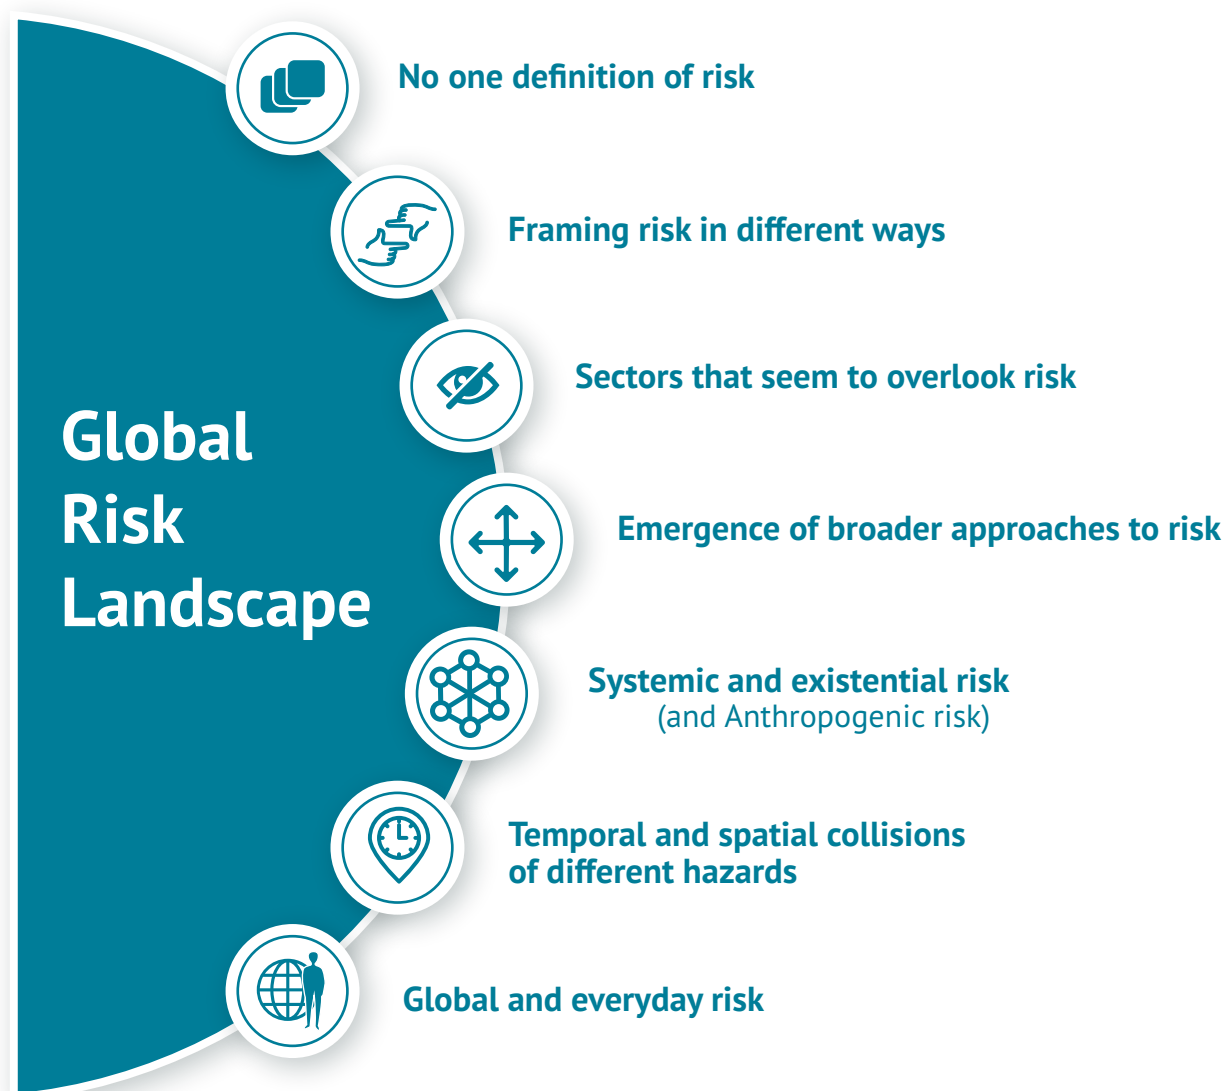 No one definition of risk
Framing risk in different ways
Sectors that seem to overlook risk
Global
Risk
Landscape
Emergence of broader approaches to risk
Systemic and existential risk
(and Anthropogenic risk)
Temporal and spatial collisions
of different hazards
Global and everyday risk